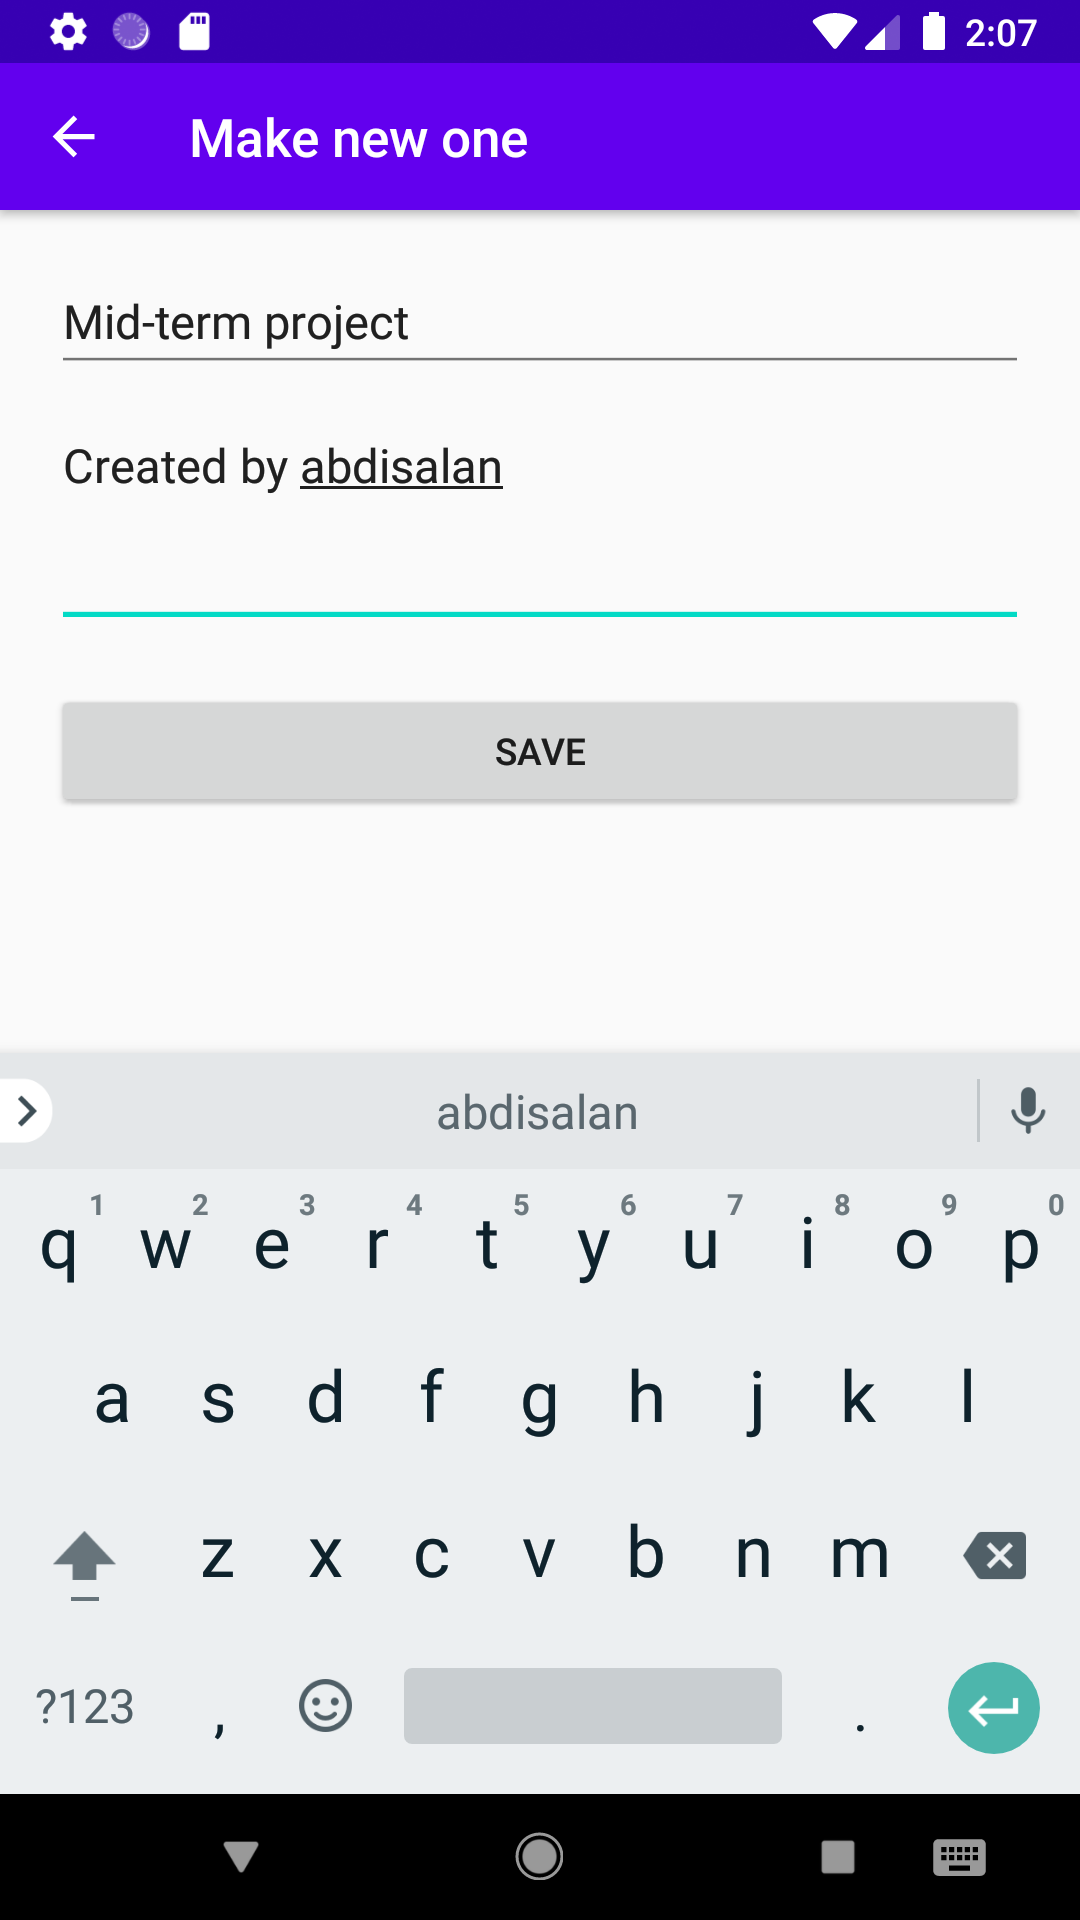 2:07
Make new one
Mid-term project
Created by abdisalan
SAVE
abdisalan
1 2 3 4 5 6 7 8 9 0
q w e r t y u i o p
a s d f g h j k l
z x c v b n m
?123 , .